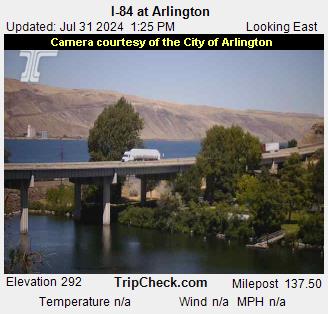 I-84 at Arlington
Updated: Jul 31 2024 1:25 PM Looking East
Camera courtesy of the City of Arlington
Elevation 292 TripCheck.com Milepost 137.50
Temperature n/a Wind n/a MPH n/a